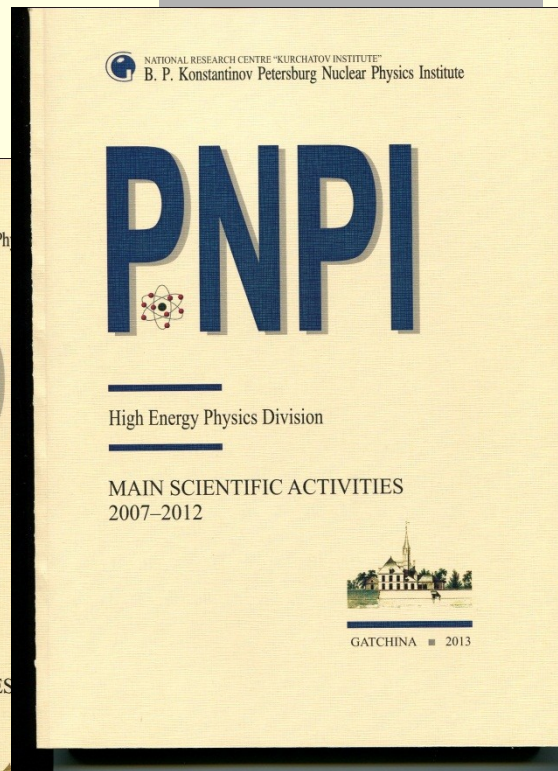 NATIONAL RESEARCH CENTRE "KURCHATOV INSTITUTE"
B. P. Konstantinov Petersburg Nuclear Physics Institute
PNPI
High Energy Physics Division
MAIN SCIENTIFIC ACTIVITIES
2007–2012
GATCHINA ■ 2013